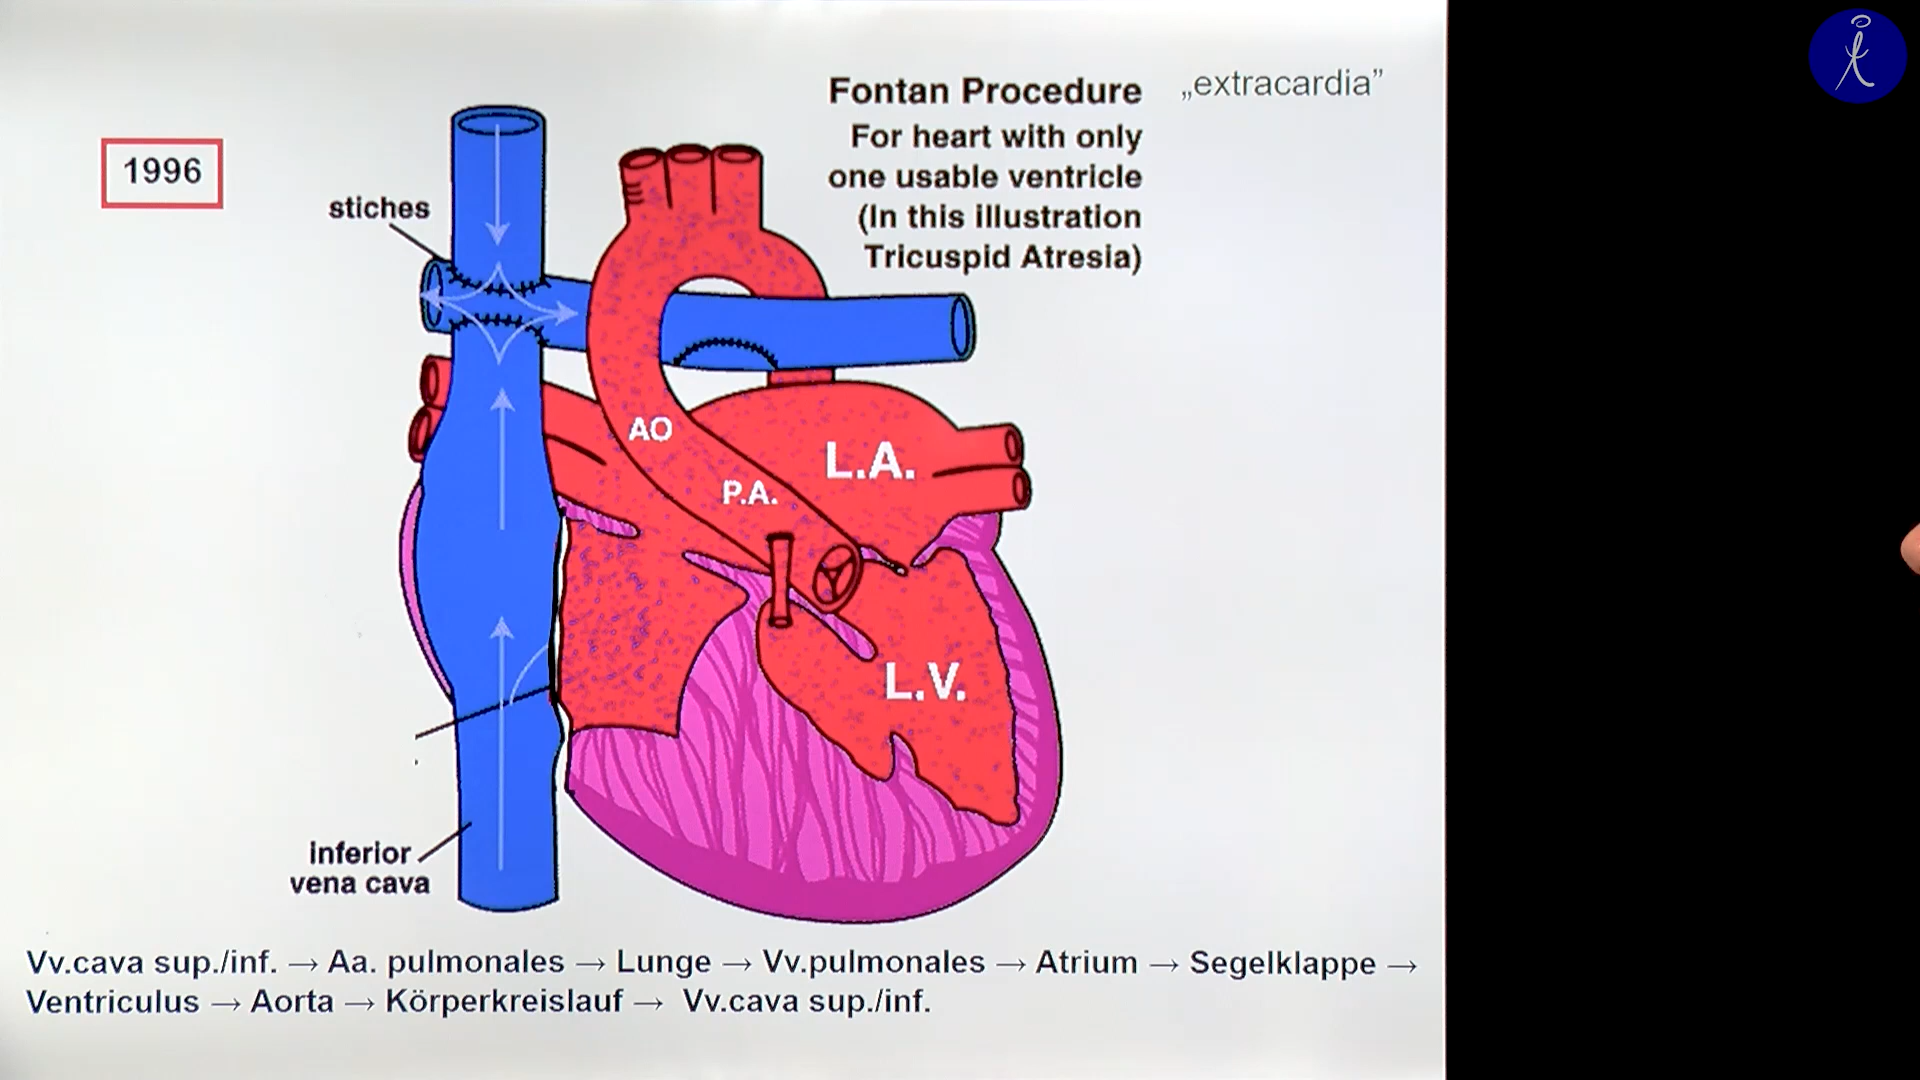 Fontan Procedure
„extracardia”
For heart with only
one usable ventricle
(In this illustration
Tricuspid Atresia)
1996
stiches
AO
L.A.
P.A.
L.V.
inferior
vena cava
Vv.cava sup./inf. → Aa. pulmonales → Lunge → Vv.pulmonales → Atrium → Segelklappe →
Ventriculus → Aorta → Körperkreislauf → Vv.cava sup./inf.